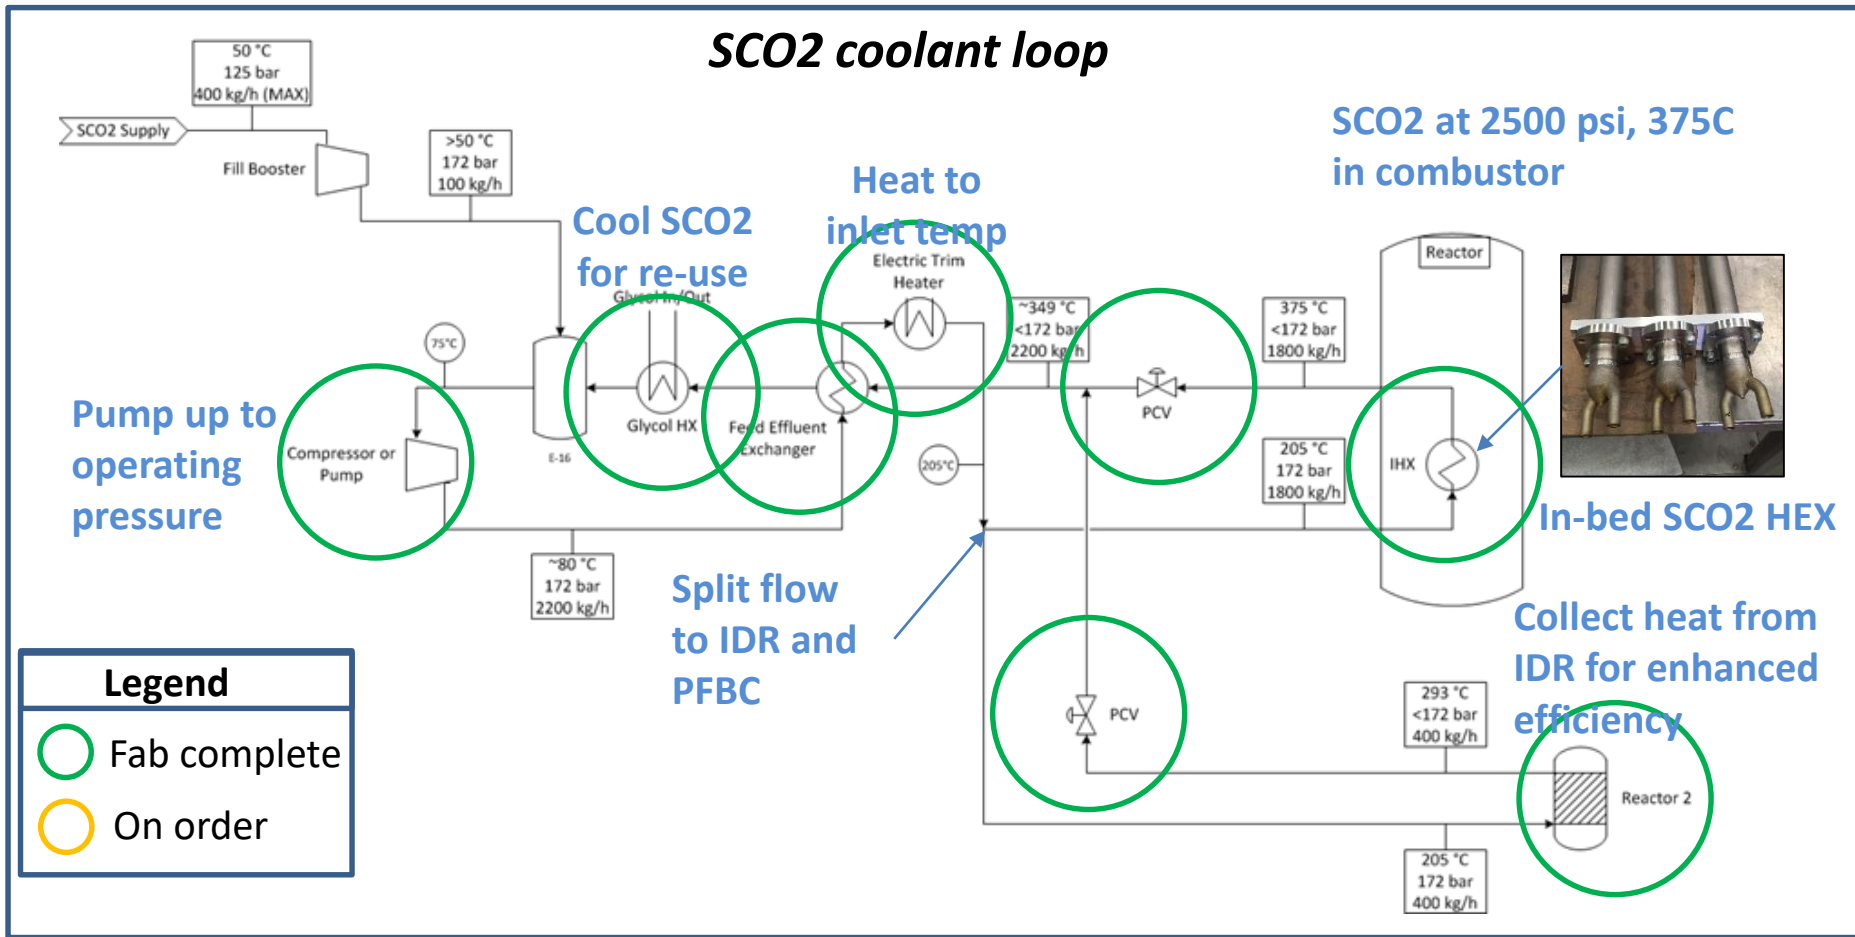 SCO2 coolant loop
50 °C
125 bar
400 kg/h (MAX)
SCO2 Supply
Fill Booster
>50 °C
172 bar
100 kg/h
Cool SCO2
for re-use
Glycol In/Out
Heat to
inlet temp
Electric Trim
Heater
SCO2 at 2500 psi, 375C
in combustor
Reactor
~349 °C
<172 bar
2200 kg/h
375 °C
<172 bar
1800 kg/h
75°C
PCV
Glycol HX
Feed Effluent
Exchanger
E-16
Pump up to
operating
pressure
Compressor or
Pump
205°C
205 °C
172 bar
1800 kg/h
IHX
In-bed SCO2 HEX
~80 °C
172 bar
2200 kg/h
Split flow
to IDR and
PFBC
Collect heat from
IDR for enhanced
efficiency
PCV
293 °C
<172 bar
400 kg/h
Reactor 2
205 °C
172 bar
400 kg/h
Legend
Fab complete
On order